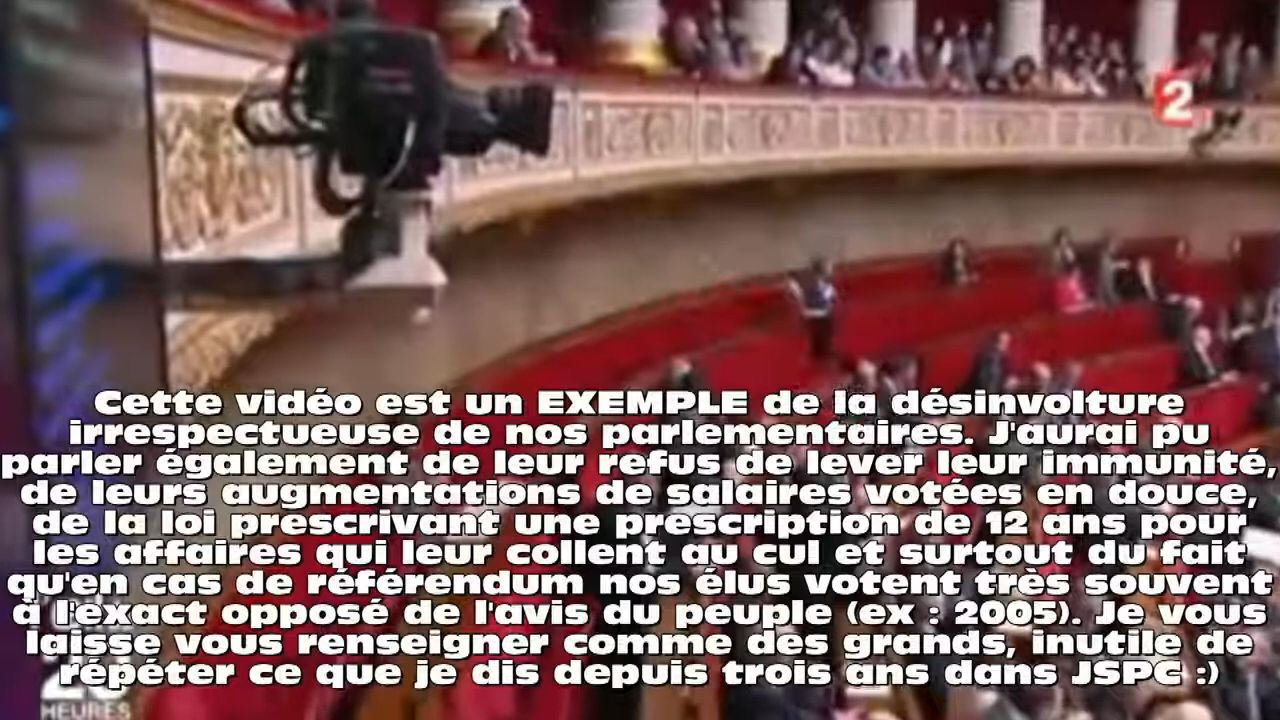 2
Cette vidéo est un EXEMPLE de la désinvolture
irrespectueuse de nos parlementaires. J'aurai pu
parler également de leur refus de lever leur immunité,
de leurs augmentations de salaires votées en douce,
de la loi prescrivant une prescription de 12 ans pour
les affaires qui leur collent au cul et surtout du fait
qu'en cas de référendum nos élus votent très souvent
à l'exact opposé de l'avis du peuple (ex : 2005). Je vous
laisse vous renseigner comme des grands, inutile de
répéter ce que je dis depuis trois ans dans JSPC :)
HEURES